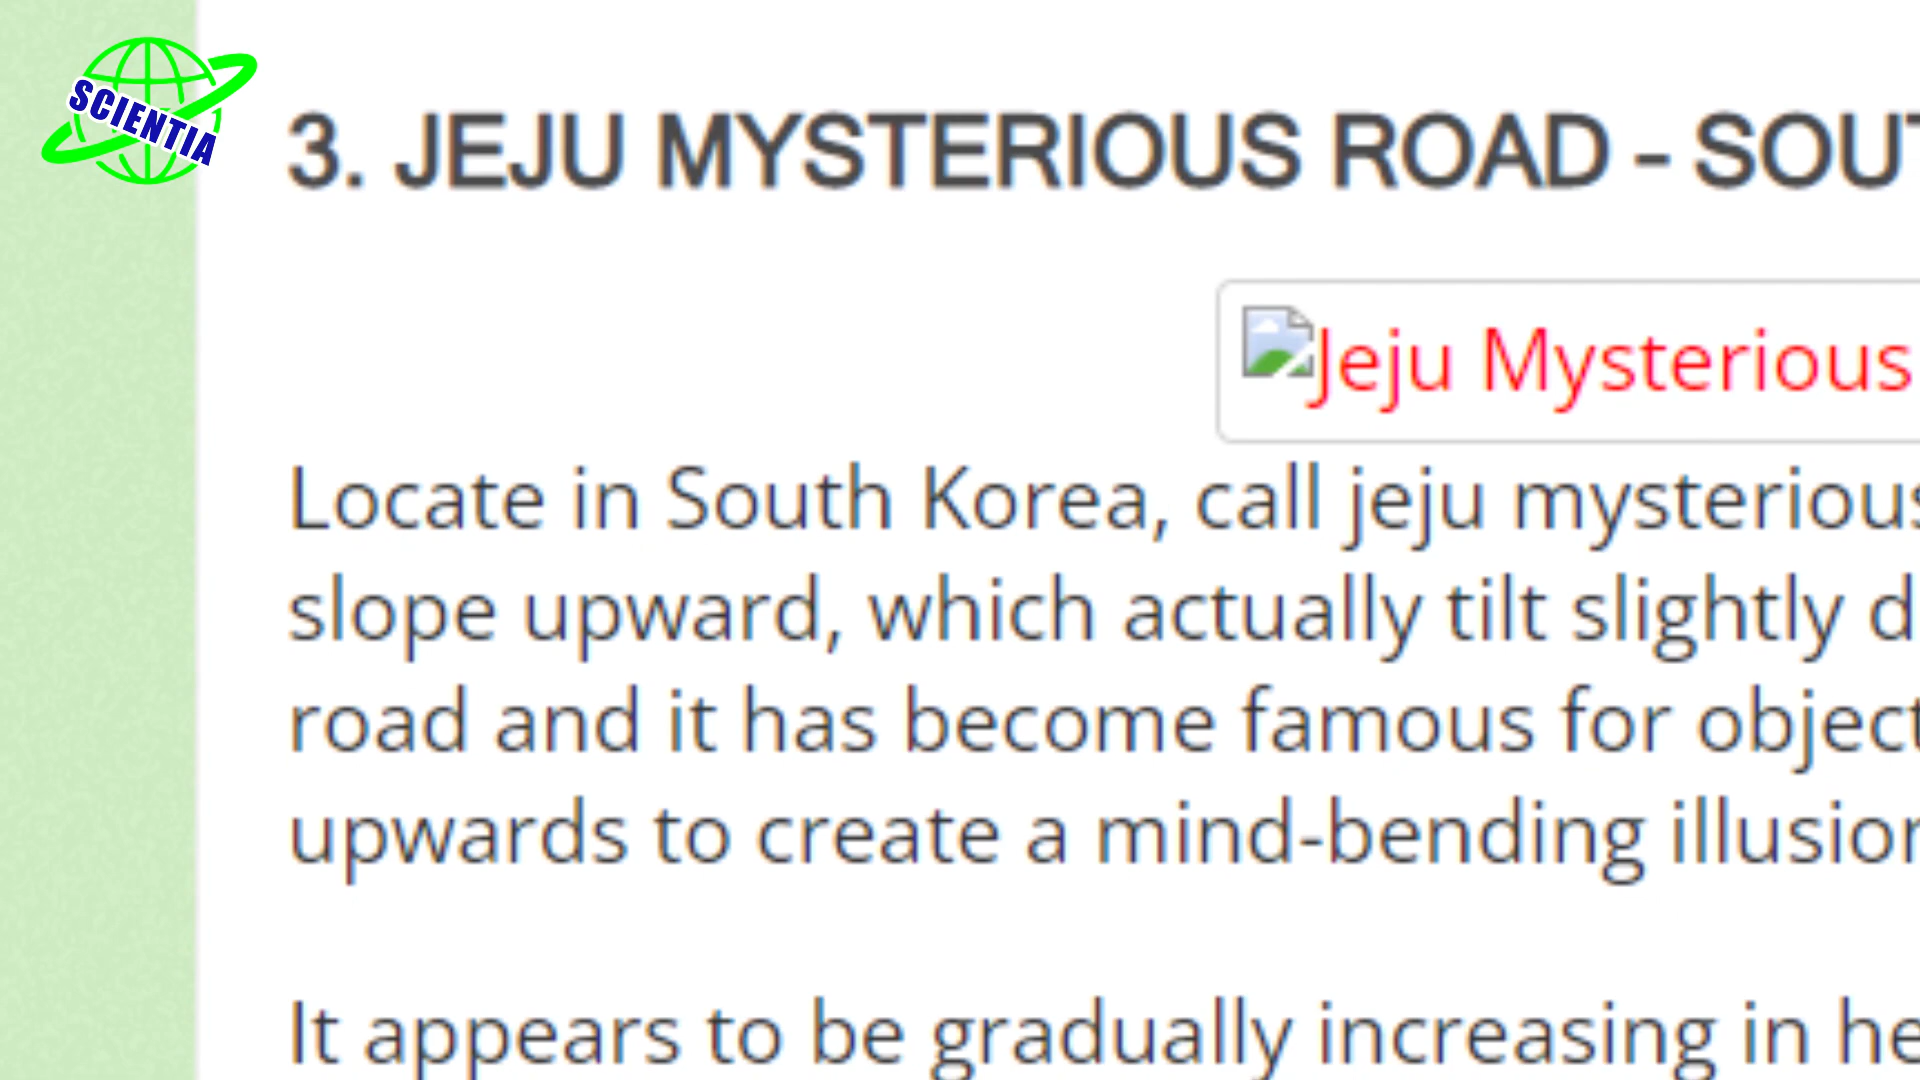 SCIENTIA
3. JEJU MYSTERIOUS ROAD - SOU
Jeju Mysterious
Locate in South Korea, call jeju mysterious
slope upward, which actually tilt slightly d
road and it has become famous for object
upwards to create a mind-bending illusion
It appears to be gradually increasing in he